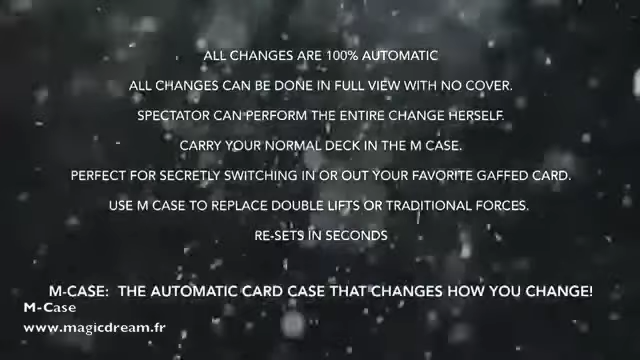 ALL CHANGES ARE 100% AUTOMATIC
ALL CHANGES CAN BE DONE IN FULL VIEW WITH NO COVER.
SPECTATOR CAN PERFORM THE ENTIRE CHANGE HERSELF.
CARRY YOUR NORMAL DECK IN THE M CASE.
PERFECT FOR SECRETLY SWITCHING IN OR OUT YOUR FAVORITE GAFFED CARD.
USE M CASE TO REPLACE DOUBLE LIFTS OR TRADITIONAL FORCES.
RE-SETS IN SECONDS
M-CASE: THE AUTOMATIC CARD CASE THAT CHANGES HOW YOU CHANGE!
M-Case
www.magicdream.fr